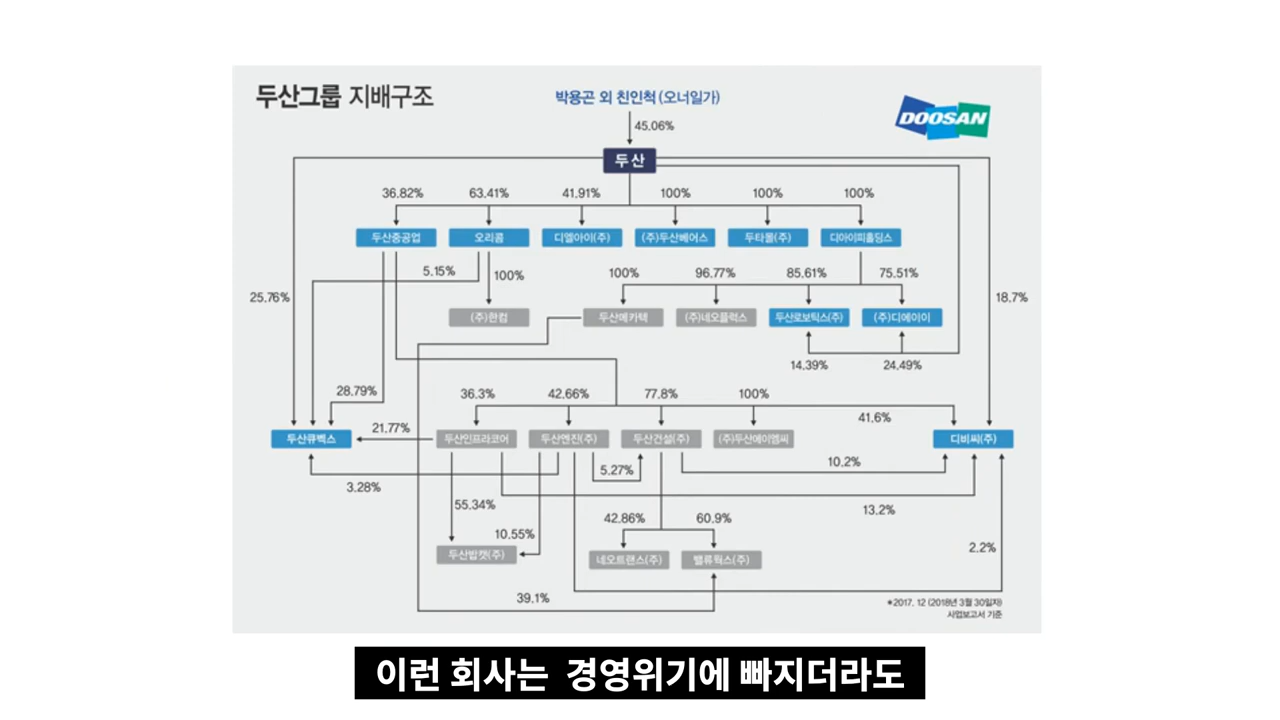 두산그룹 지배구조
박용곤 외 친인척 (오너일가)
DOOSAN
45.06%
두산
36.82%
63.41%
41.91%
100%
100%
100%
두산중공업
오리콤
디엘아이(주)
(주)두산베어스
두타몰(주)
디아이피홀딩스
5.15%
100%
100%
96.77%
85.61%
75.51%
25.76%
18.7%
(주)한컴
두산메카텍
(주)네오플럭스
두산로보틱스(주)
(주)디에이이
14.39%
24.49%
28.79%
36.3%
42.66%
77.8%
100%
41.6%
21.77%
두산큐벡스
두산인프라코어
두산엔진(주)
두산건설(주)
(주)두산에이엠씨
디비씨(주)
5.27%
10.2%
3.28%
55.34%
13.2%
42.86%
60.9%
10.55%
2.2%
두산밥캣(주)
네오트랜스(주)
밸류웍스(주)
39.1%
*2017. 12 (2018년 3월 30일자)
사업보고서 기준
이런 회사는 경영위기에 빠지더라도